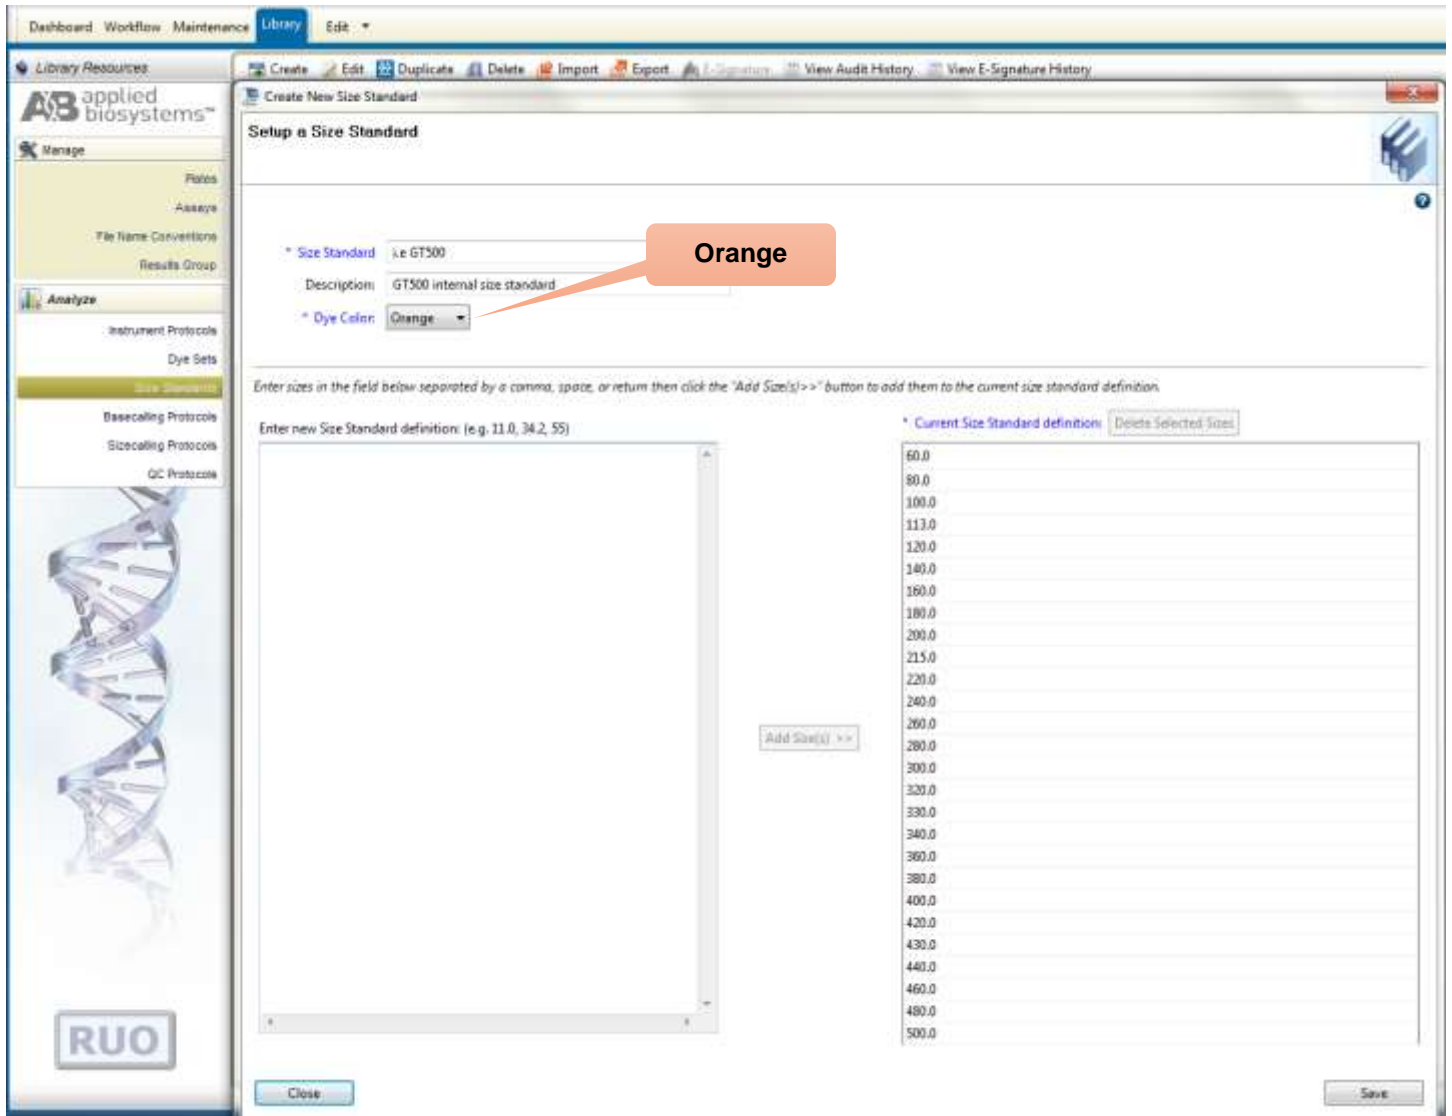 Dashboard Workflow Maintenance Library Edit
Library Resources
Create Edit Duplicate Delete Import Export E-Signature View Audit History View E-Signature History
AB applied
biosystems™
Create New Size Standard
Setup a Size Standard
Manage
Plates
Assays
File Name Conventions
Results Group
* Size Standard i.e GT500
Orange
Description: GT500 internal size standard
* Dye Color: Orange
Analyze
Instrument Protocols
Dye Sets
Size Standards
Basecalling Protocols
Sizecalling Protocols
QC Protocols
Enter sizes in the field below separated by a comma, space, or return then click the "Add Size(s)>>" button to add them to the current size standard definition.
Enter new Size Standard definition: (e.g. 11.0, 34.2, 55)
* Current Size Standard definition: Delete Selected Sizes
60.0
80.0
100.0
113.0
120.0
140.0
160.0
180.0
200.0
215.0
220.0
240.0
260.0
280.0
300.0
320.0
330.0
340.0
360.0
380.0
400.0
420.0
430.0
440.0
460.0
480.0
500.0
Add Size(s) >>
RUO
Close
Save